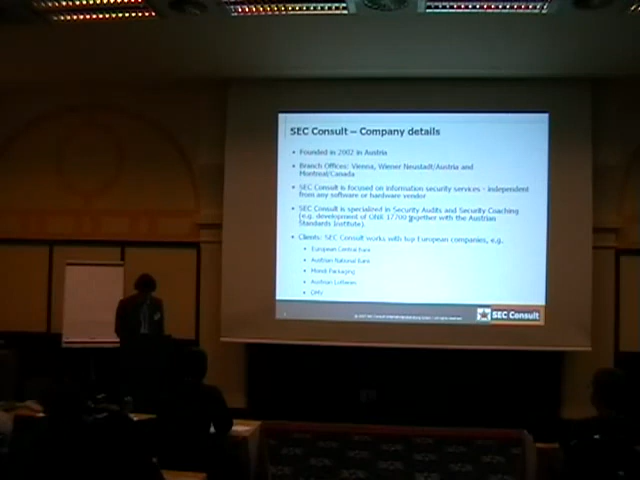 SEC Consult – Company details
• Founded in 2002 in Austria
• Branch Offices: Vienna, Wiener Neustadt/Austria and
Montreal/Canada
• SEC Consult is focused on information security services - independent
from any software or hardware vendor
• SEC Consult is specialized in Security Audits and Security Coaching
(e.g. development of ONR 17700 together with the Austrian
Standards Institute).
• Clients: SEC Consult works with top European companies, e.g.
• European Central Bank
• Austrian National Bank
• Mondi Packaging
• Austrian Lotteries
• OMV
SEC Consult